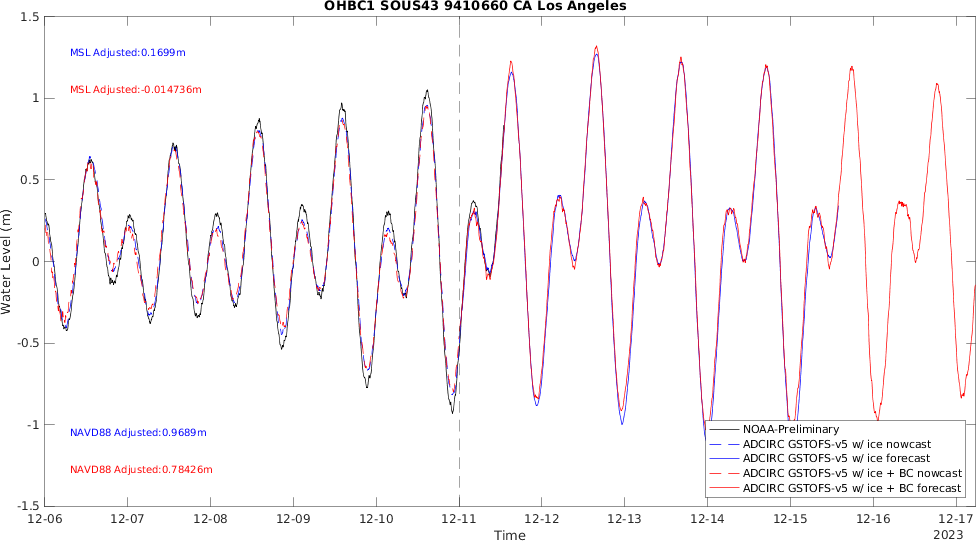 OHBC1 SOUS43 9410660 CA Los Angeles
1.5
1
0.5
0
-0.5
-1
-1.5
Water Level (m)
MSL Adjusted:0.1699m
MSL Adjusted:-0.014736m
NAVD88 Adjusted:0.9689m
NAVD88 Adjusted:0.78426m
NOAA-Preliminary
ADCIRC GSTOFS-v5 w/ ice nowcast
ADCIRC GSTOFS-v5 w/ ice forecast
ADCIRC GSTOFS-v5 w/ ice + BC nowcast
ADCIRC GSTOFS-v5 w/ ice + BC forecast
12-06 12-07 12-08 12-09 12-10 12-11 12-12 12-13 12-14 12-15 12-16 12-17
Time
2023